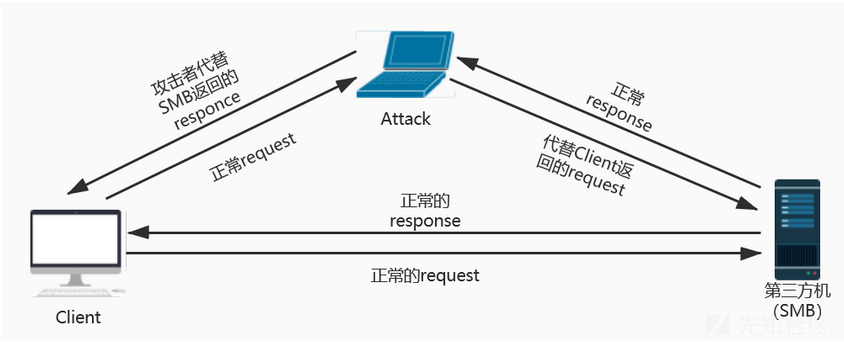 攻击者代替
SMB返回的
responce
正常request
Attack
正常
response
代替Client返
回的request
正常的
response
正常的request
Client
第三方机
（SMB）
先知社区